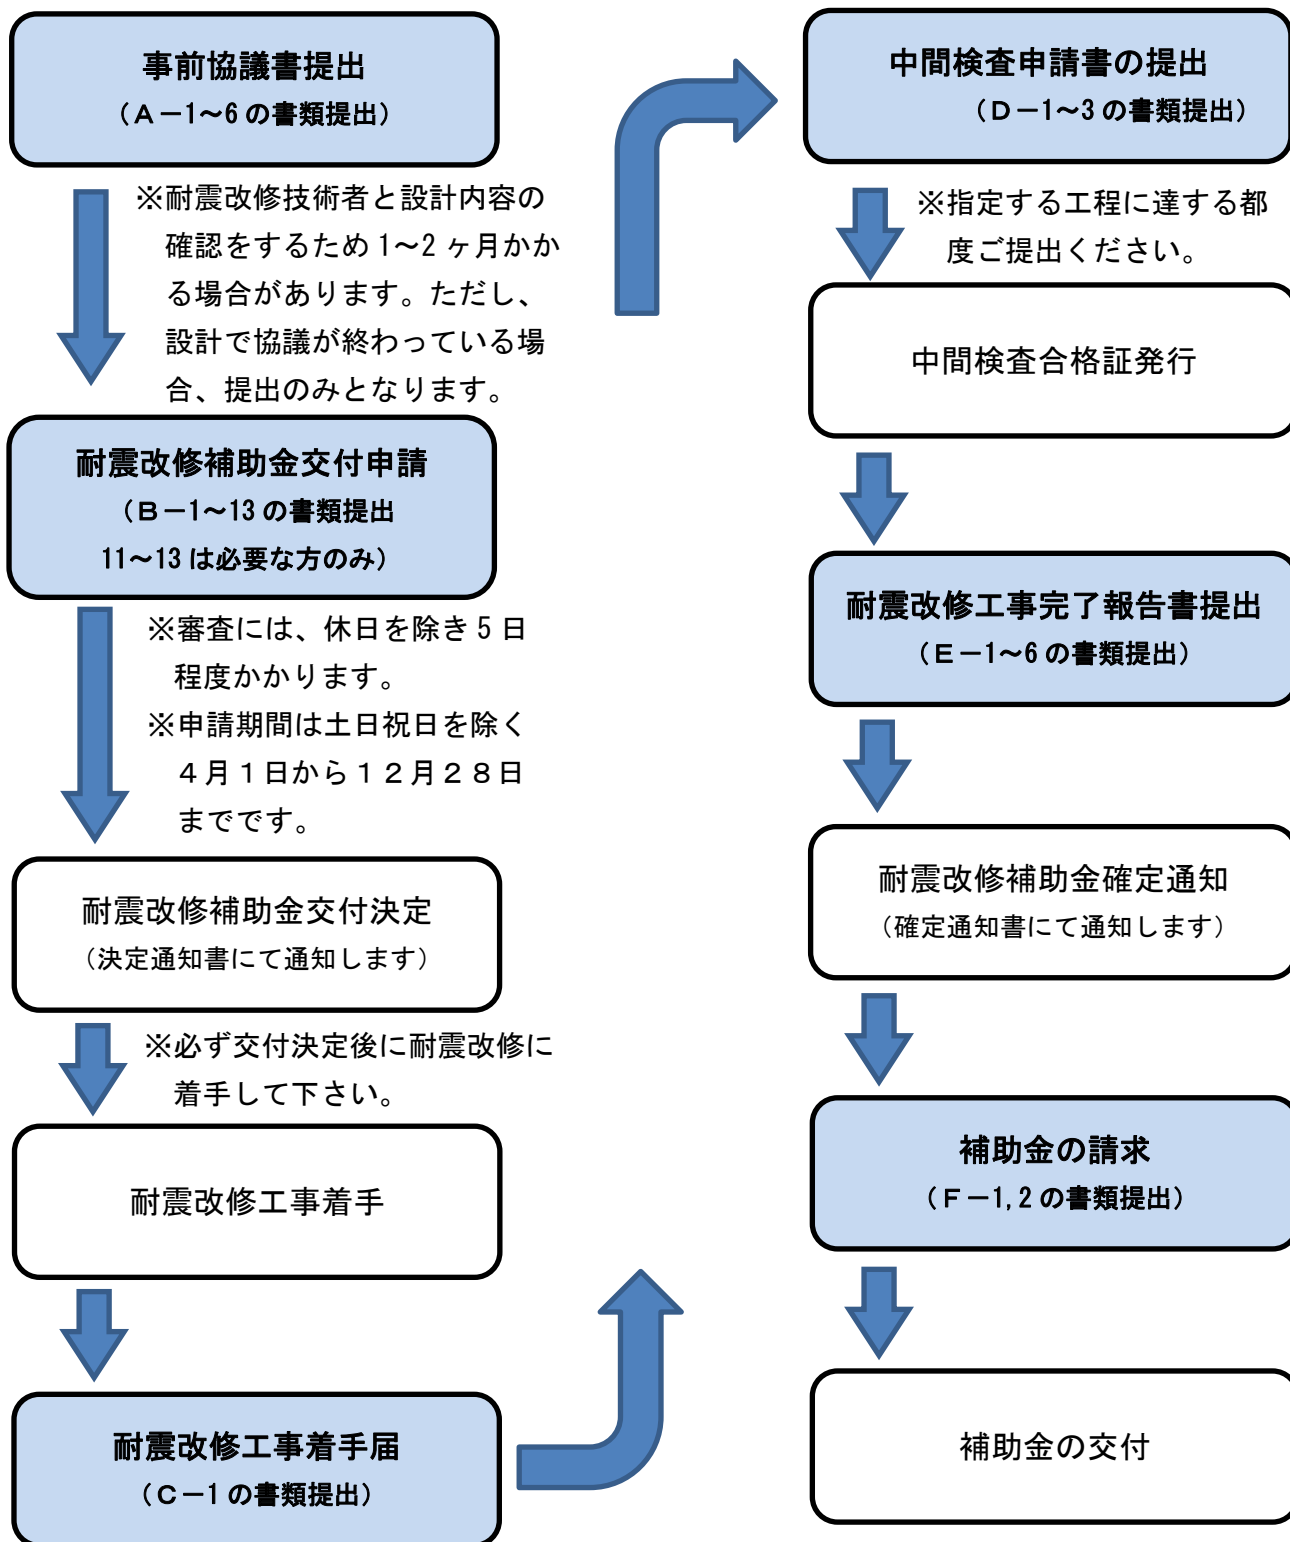 事前協議書提出
（Ａ－1～6の書類提出）
※耐震改修技術者と設計内容の
確認をするため1～2ヶ月かか
る場合があります。ただし、
設計で協議が終わっている場
合、提出のみとなります。
耐震改修補助金交付申請
（Ｂ－1～13の書類提出
11～13は必要な方のみ）
※審査には、休日を除き5日
程度かかります。
※申請期間は土日祝日を除く
４月１日から１２月２８日
までです。
耐震改修補助金交付決定
（決定通知書にて通知します）
※必ず交付決定後に耐震改修に
着手して下さい。
耐震改修工事着手
耐震改修工事着手届
（Ｃ－1の書類提出）
中間検査申請書の提出
（Ｄ－1～3の書類提出）
※指定する工程に達する都
度ご提出ください。
中間検査合格証発行
耐震改修工事完了報告書提出
（Ｅ－1～6の書類提出）
耐震改修補助金確定通知
（確定通知書にて通知します）
補助金の請求
（Ｆ－1,2の書類提出）
補助金の交付